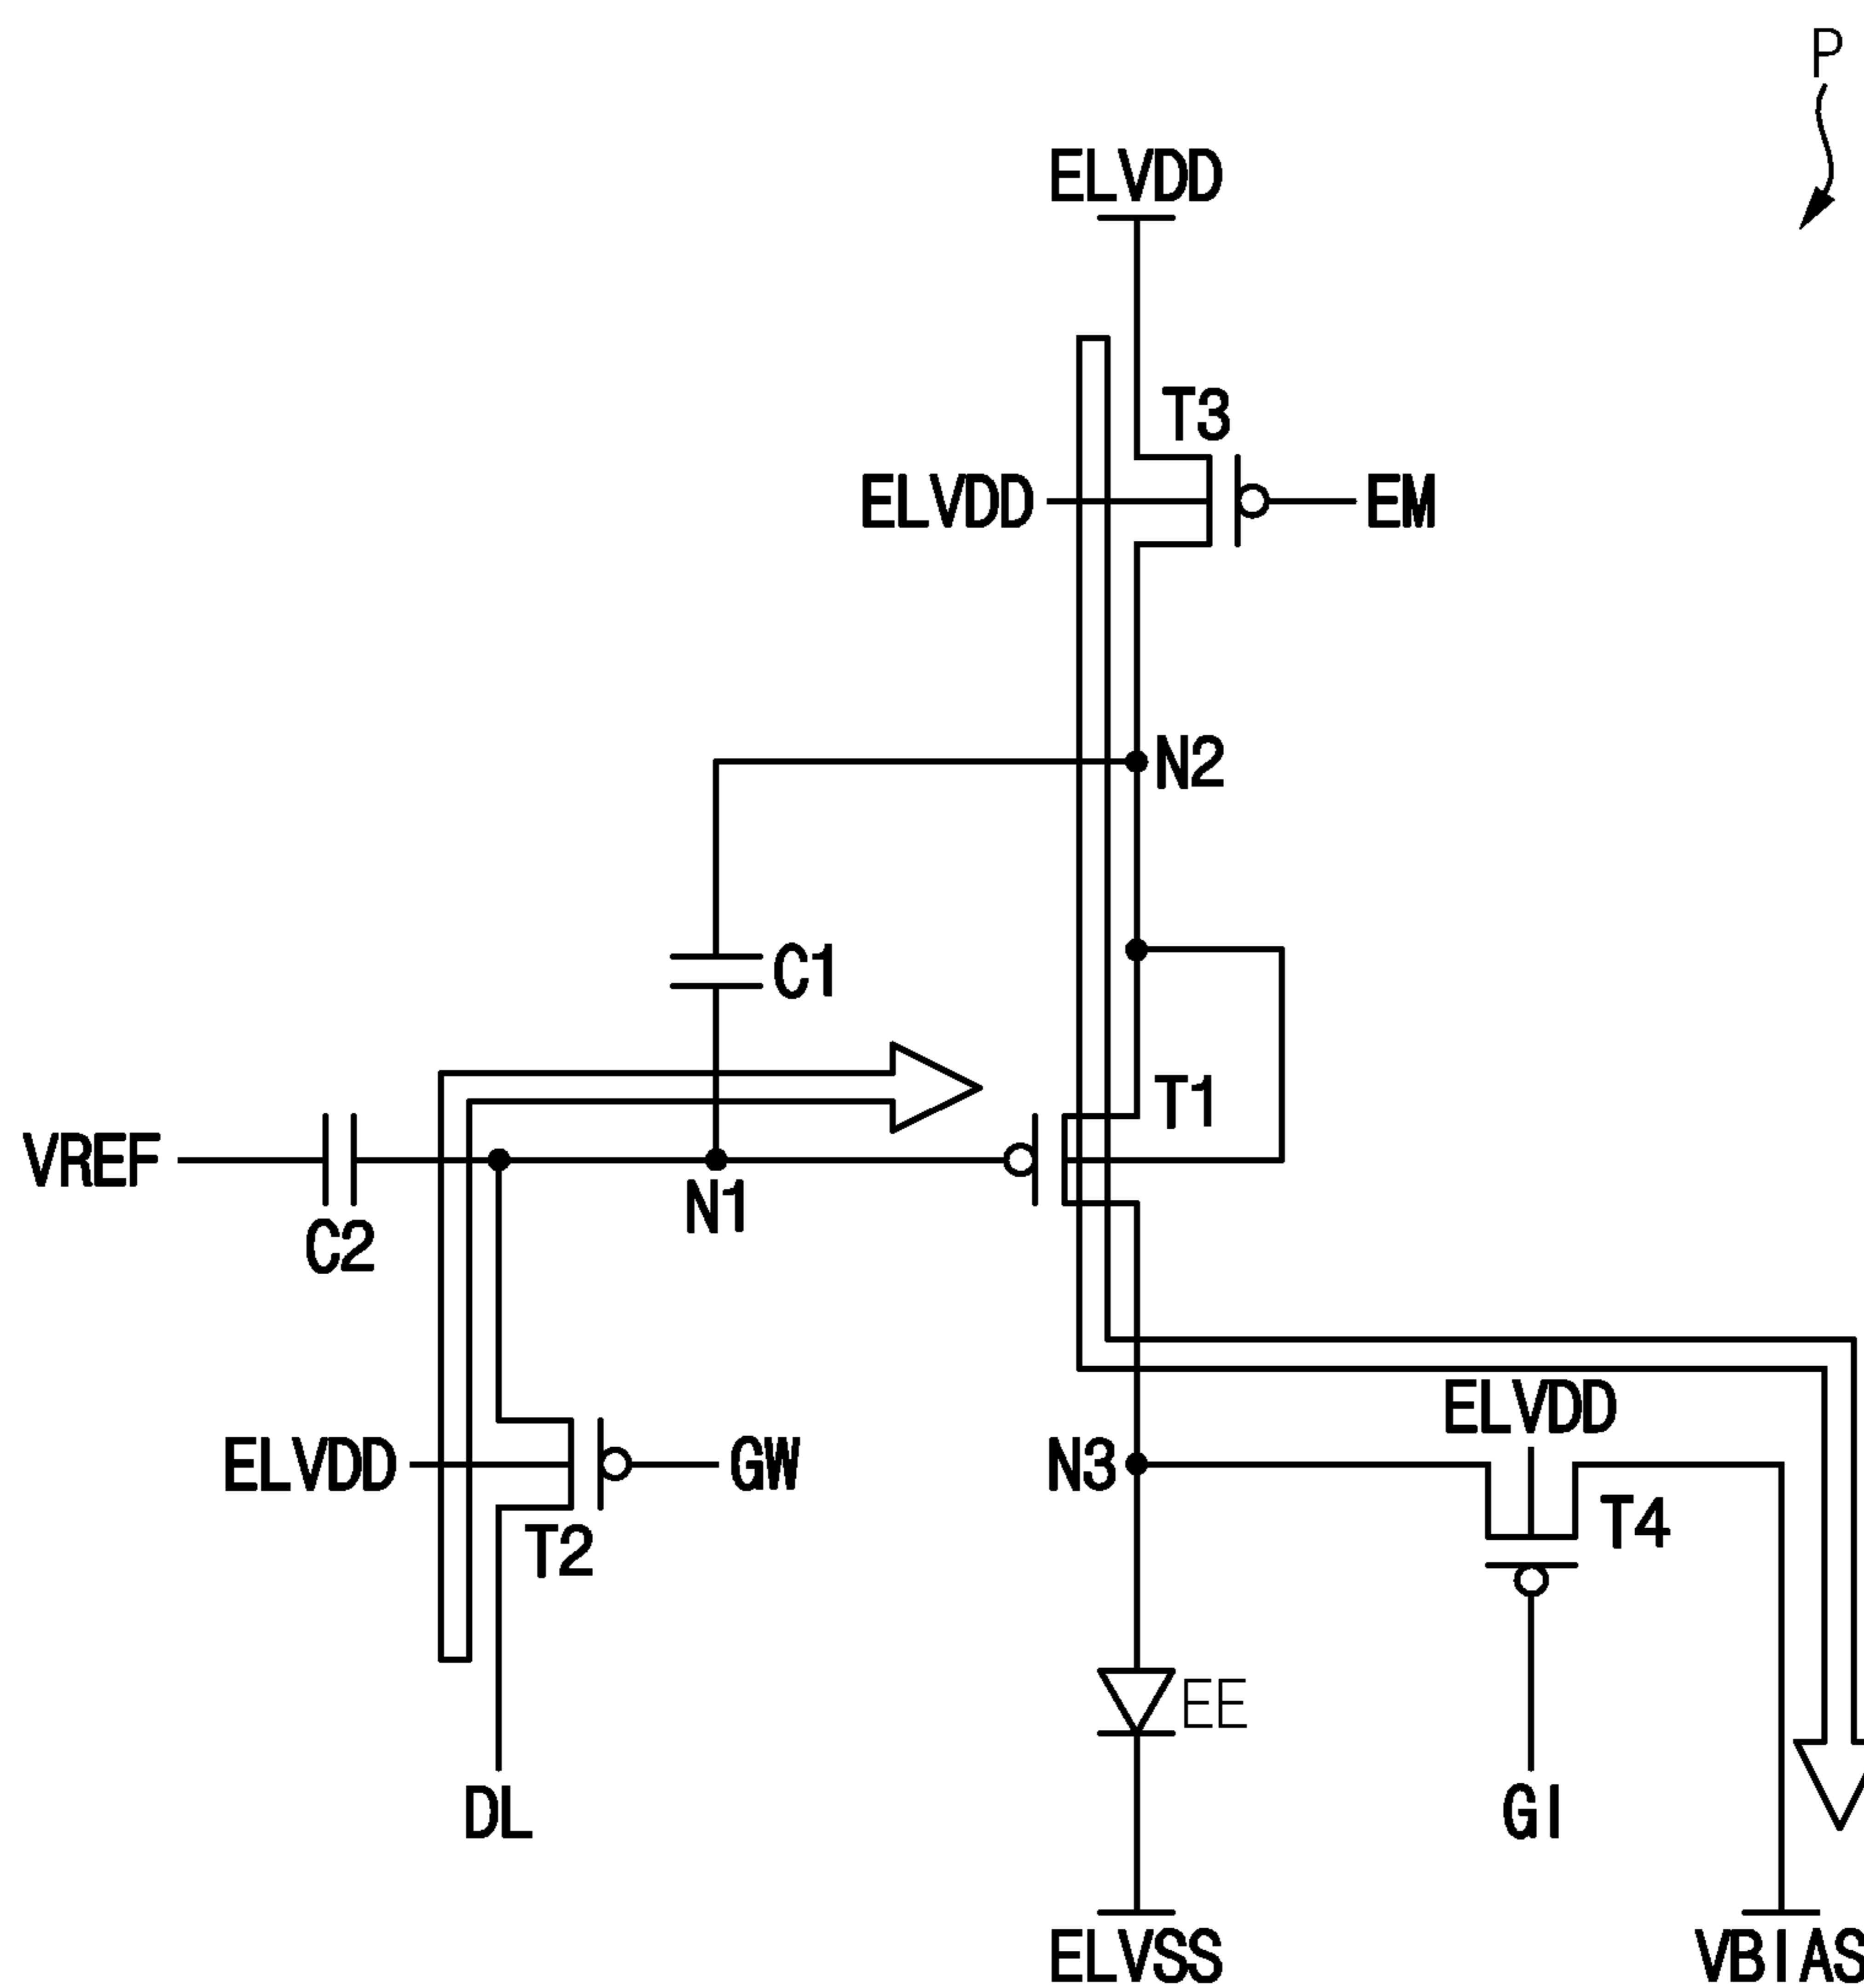 P
ELVDD
T3
ELVDD
EM
N2
C1
T1
VREF
N1
C2
ELVDD
ELVDD
GW
N3
T2
T4
EE
DL
GI
ELVSS
VBIAS